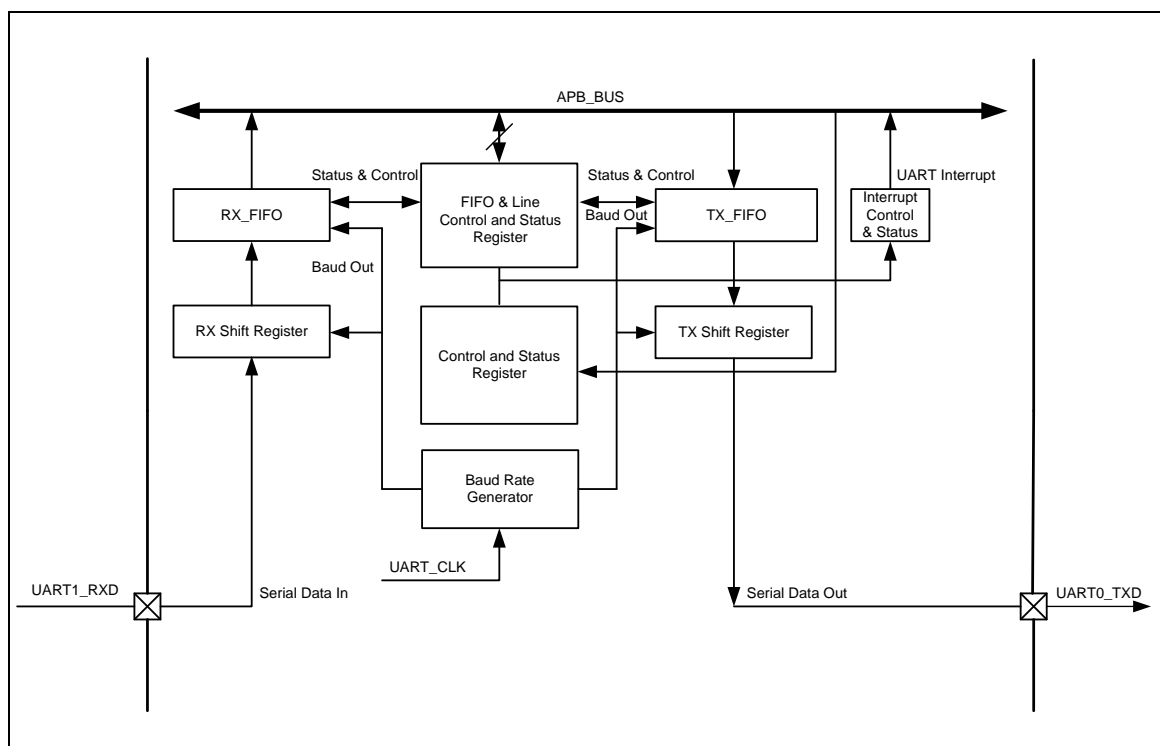 APB_BUS
Status & Control
FIFO & Line
Control and Status
Register
Status & Control
UART Interrupt
RX_FIFO
Baud Out
TX_FIFO
Interrupt
Control
& Status
Baud Out
RX Shift Register
Control and Status
Register
TX Shift Register
Baud Rate
Generator
UART_CLK
UART1_RXD
Serial Data In
Serial Data Out
UART0_TXD